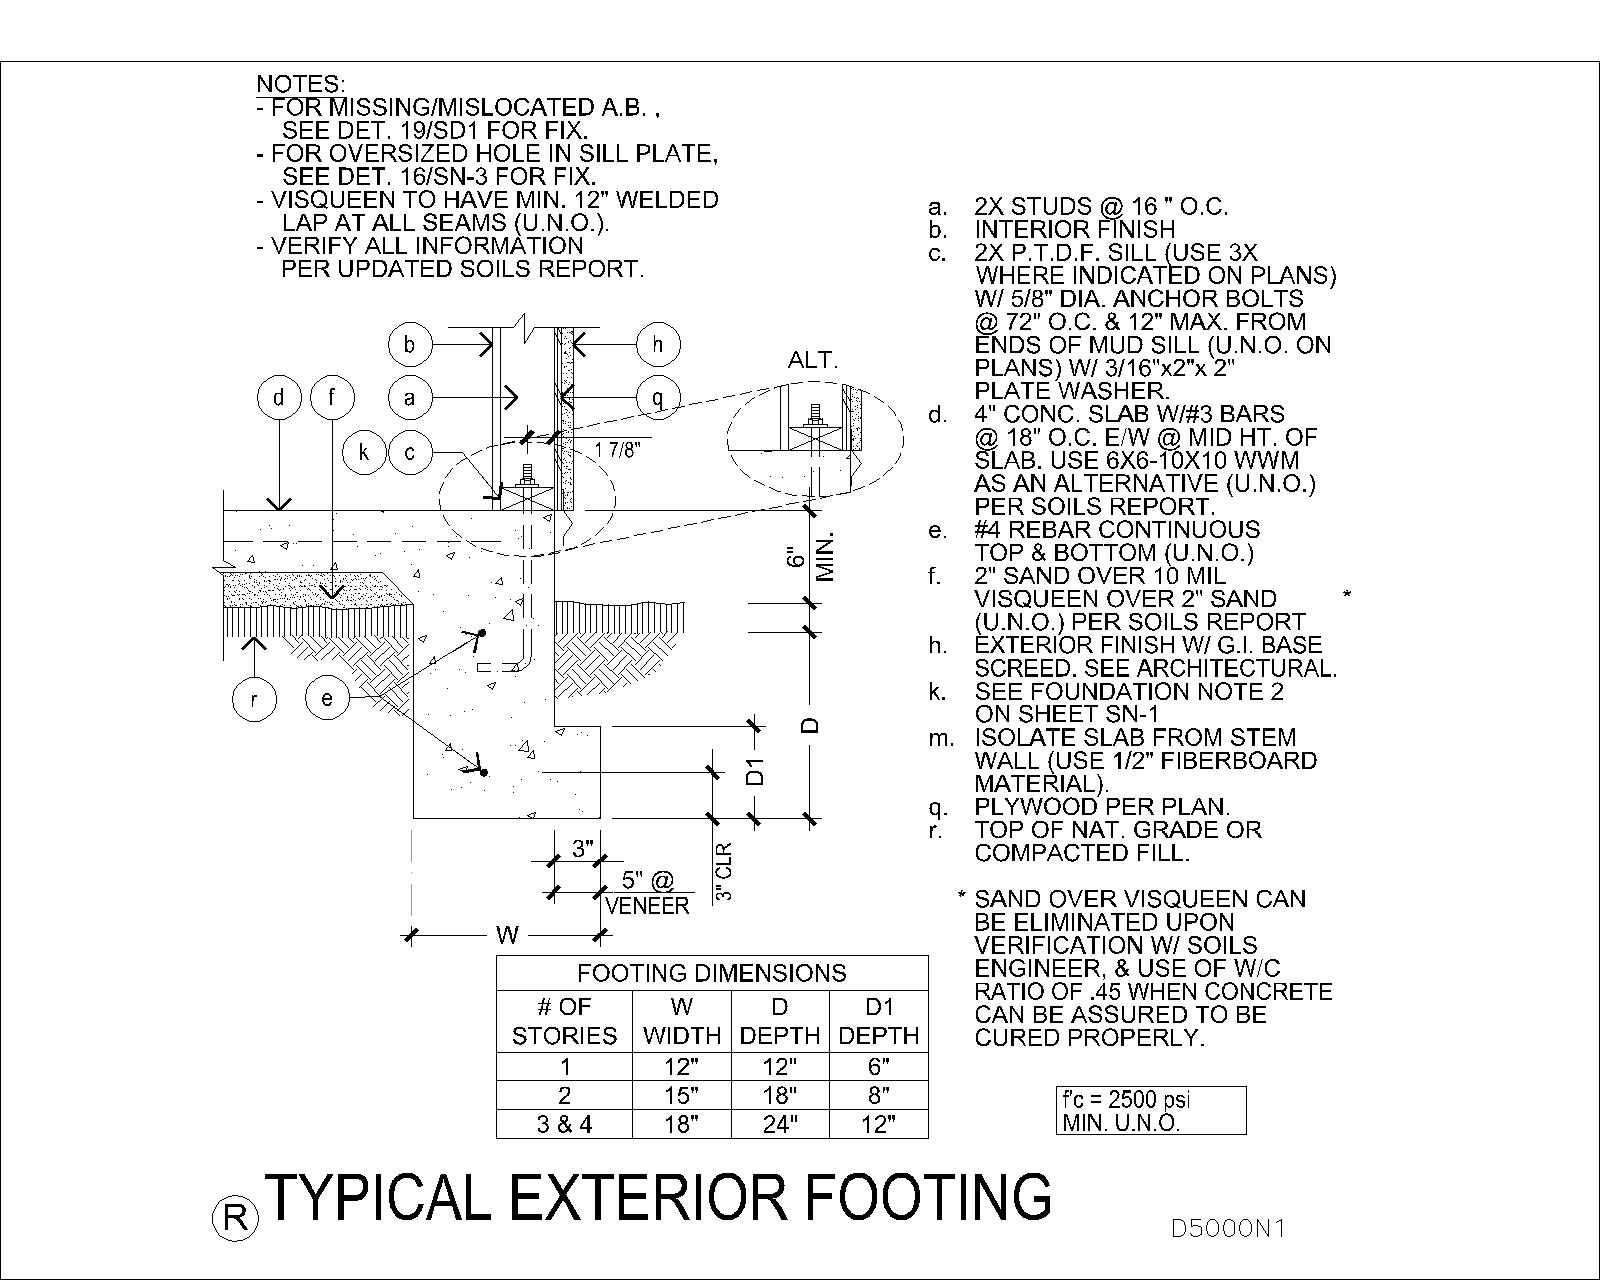 NOTES:
- FOR MISSING/MISLOCATED A.B. ,
SEE DET. 19/SD1 FOR FIX.
- FOR OVERSIZED HOLE IN SILL PLATE,
SEE DET. 16/SN-3 FOR FIX.
- VISQUEEN TO HAVE MIN. 12" WELDED
LAP AT ALL SEAMS (U.N.O.).
- VERIFY ALL INFORMATION
PER UPDATED SOILS REPORT.
b
h
d
f
a
q
k
c
1 7/8"
ALT.
6"
MIN.
r
e
D
D1
3"
3" CLR
5" @
VENEER
W
a. 2X STUDS @ 16 " O.C.
b. INTERIOR FINISH
c. 2X P.T.D.F. SILL (USE 3X
WHERE INDICATED ON PLANS)
W/ 5/8" DIA. ANCHOR BOLTS
@ 72" O.C. & 12" MAX. FROM
ENDS OF MUD SILL (U.N.O. ON
PLANS) W/ 3/16"x2"x 2"
PLATE WASHER.
d. 4" CONC. SLAB W/#3 BARS
@ 18" O.C. E/W @ MID HT. OF
SLAB. USE 6X6-10X10 WWM
AS AN ALTERNATIVE (U.N.O.)
PER SOILS REPORT.
e. #4 REBAR CONTINUOUS
TOP & BOTTOM (U.N.O.)
f. 2" SAND OVER 10 MIL
VISQUEEN OVER 2" SAND *
(U.N.O.) PER SOILS REPORT
h. EXTERIOR FINISH W/ G.I. BASE
SCREED. SEE ARCHITECTURAL.
k. SEE FOUNDATION NOTE 2
ON SHEET SN-1
m. ISOLATE SLAB FROM STEM
WALL (USE 1/2" FIBERBOARD
MATERIAL).
q. PLYWOOD PER PLAN.
r. TOP OF NAT. GRADE OR
COMPACTED FILL.
* SAND OVER VISQUEEN CAN
BE ELIMINATED UPON
VERIFICATION W/ SOILS
ENGINEER, & USE OF W/C
RATIO OF .45 WHEN CONCRETE
CAN BE ASSURED TO BE
CURED PROPERLY.
FOOTING DIMENSIONS
# OF W D D1
STORIES WIDTH DEPTH DEPTH
1 12" 12" 6"
2 15" 18" 8"
3 & 4 18" 24" 12"
f'c = 2500 psi
MIN. U.N.O.
R TYPICAL EXTERIOR FOOTING
D5000N1